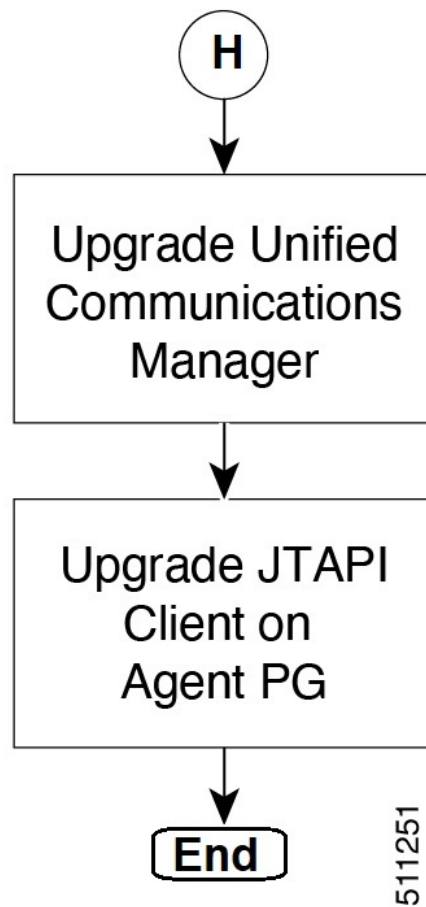 H
Upgrade Unified
Communications
Manager
Upgrade JTAPI
Client on
Agent PG
End
511251